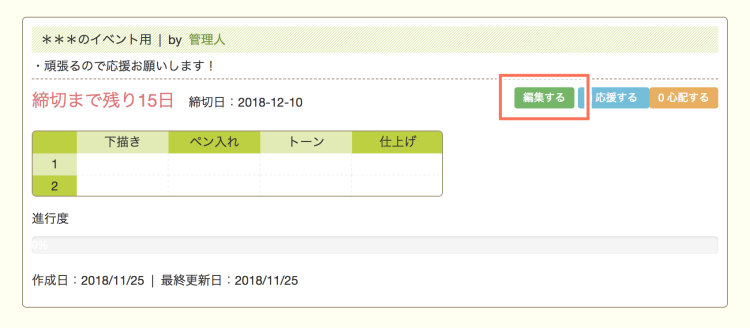 ＊＊＊のイベント用 | by 管理人
・頑張るので応援お願いします！
締切まで残り15日 締切日：2018-12-10 編集する 応援する 0 心配する
下描き ペン入れ トーン 仕上げ
1
2
進行度
0%
作成日：2018/11/25 | 最終更新日：2018/11/25